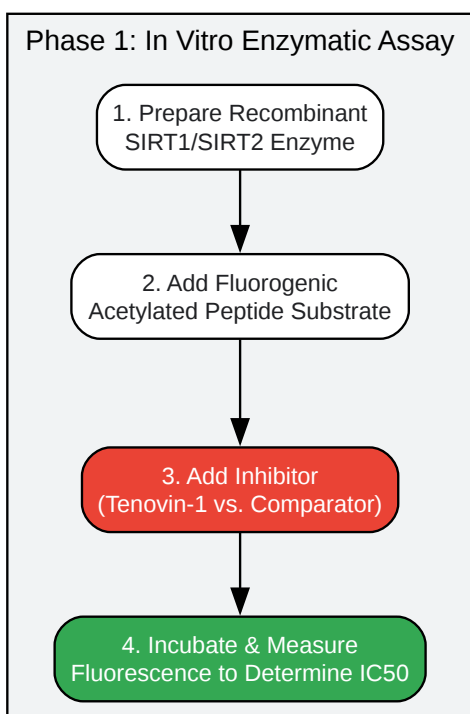 Phase 1: In Vitro Enzymatic Assay
1. Prepare Recombinant
SIRT1/SIRT2 Enzyme
2. Add Fluorogenic
Acetylated Peptide Substrate
3. Add Inhibitor
(Tenovin-1 vs. Comparator)
4. Incubate & Measure
Fluorescence to Determine IC50